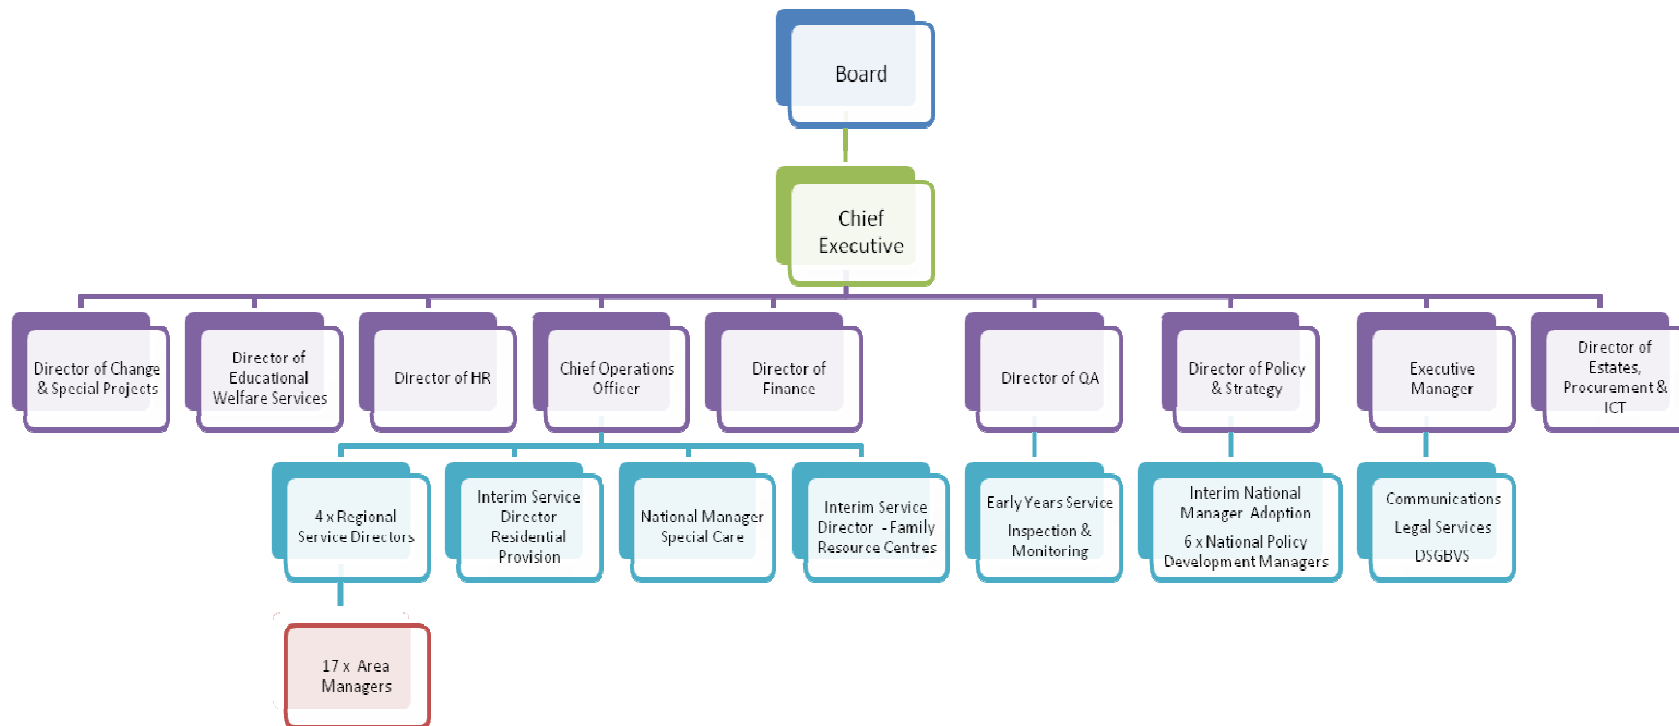 Board
Chief
Executive
Director of Change
& Special Projects
Director of
Educational
Welfare Services
Director of HR
Chief Operations
Officer
Director of
Finance
Director of QA
Director of Policy
& Strategy
Executive
Manager
Director of
Estates,
Procurement &
ICT
4 x Regional
Service Directors
Interim Service
Director
Residential
Provision
National Manager
Special Care
Interim Service
Director - Family
Resource Centres
Early Years Service
Inspection &
Monitoring
Interim National
Manager Adoption
6 x National Policy
Development Managers
Communications
Legal Services
DSGBVS
17 x Area
Managers